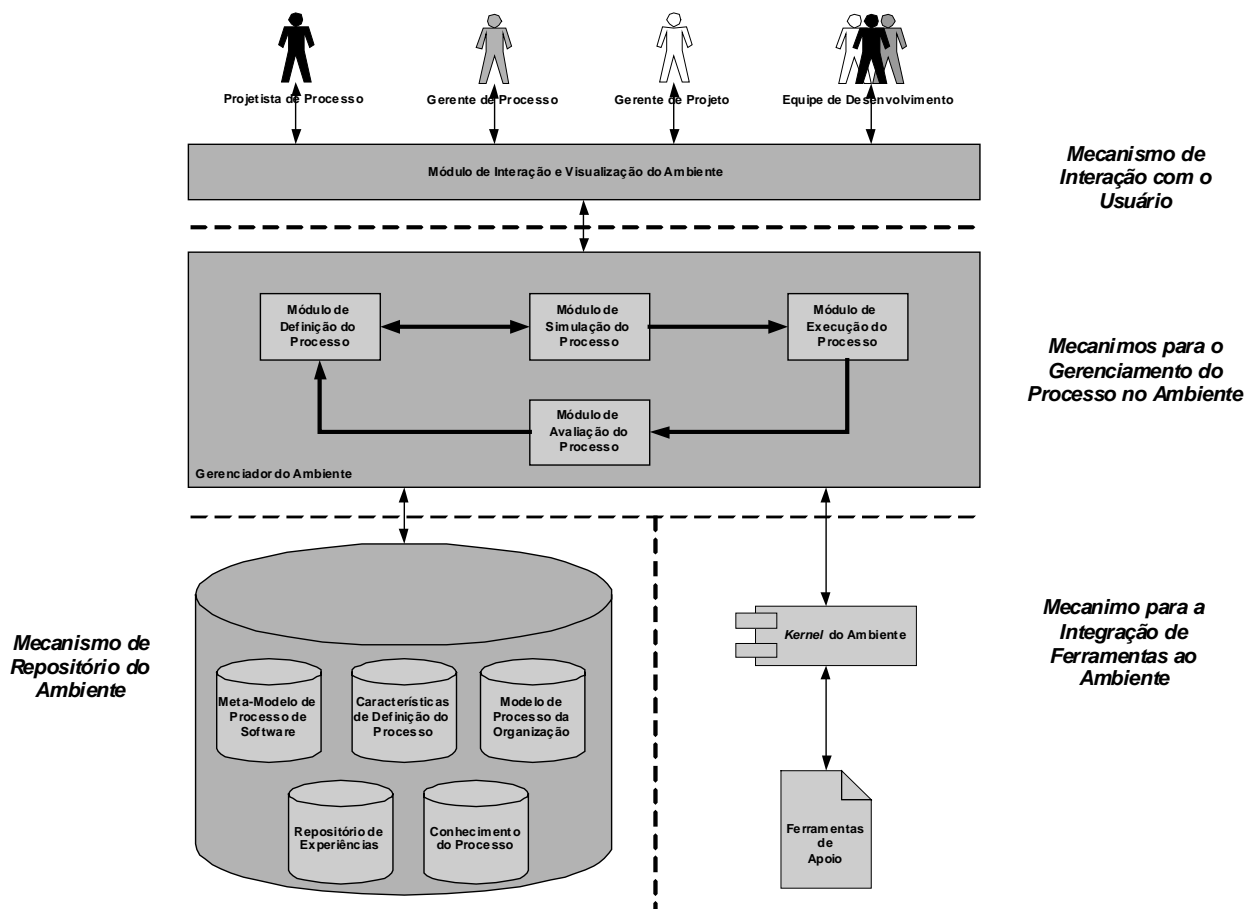 Projetista de Processo
Gerente de Processo
Gerente de Projeto
Equipe de Desenvolvimento
Módulo de Interação e Visualização do Ambiente
Mecanismo de
Interação com o
Usuário
Módulo de
Definição do
Processo
Módulo de
Simulação do
Processo
Módulo de
Execução do
Processo
Módulo de
Avaliação do
Processo
Gerenciador do Ambiente
Mecanimos para o
Gerenciamento do
Processo no Ambiente
Mecanismo de
Repositório do
Ambiente
Meta-Modelo de
Processo de
Software
Características
de Definição do
Processo
Modelo de
Processo da
Organização
Repositório de
Experiências
Conhecimento
do Processo
Kernel do Ambiente
Ferramentas
de
Apoio
Mecanimo para a
Integração de
Ferramentas ao
Ambiente